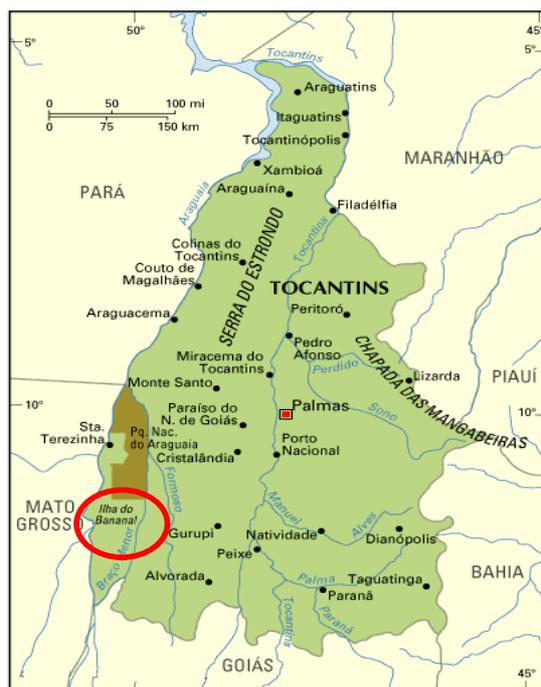 50°
45°
5°
5°
Tocantins
0 50 100 mi
0 75 150 km
Araguatins
Itaguatins
Tocantinópolis
MARANHÃO
Xambioá
PARÁ
Araguaína
Araguaia
Filadélfia
Tocantins
Colinas do
Tocantins
SERRA DO ESTRONDO
Couto de
Magalhães
TOCANTINS
Peritoró
Araguacema
Pedro
Afonso
CHAPADA DAS MANGABEIRAS
Miracema do
Tocantins
Perdido
Lizarda
PIAUÍ
Monte Santo
10°
10°
Palmas
Paraíso do
N. de Goiás
Sono
Sta.
Terezinha
Pq. Nac.
do Araguaia
Cristalândia
Porto
Nacional
Formoso
MATO
GROSSO
Ilha do
Bananal
Manuel Alves
Gurupi
Natividade
Dianópolis
Braço Menor
Peixe
BAHIA
Alvorada
Palma
Taguatinga
Paranã
Tocantins
Paranã
GOIÁS
45°